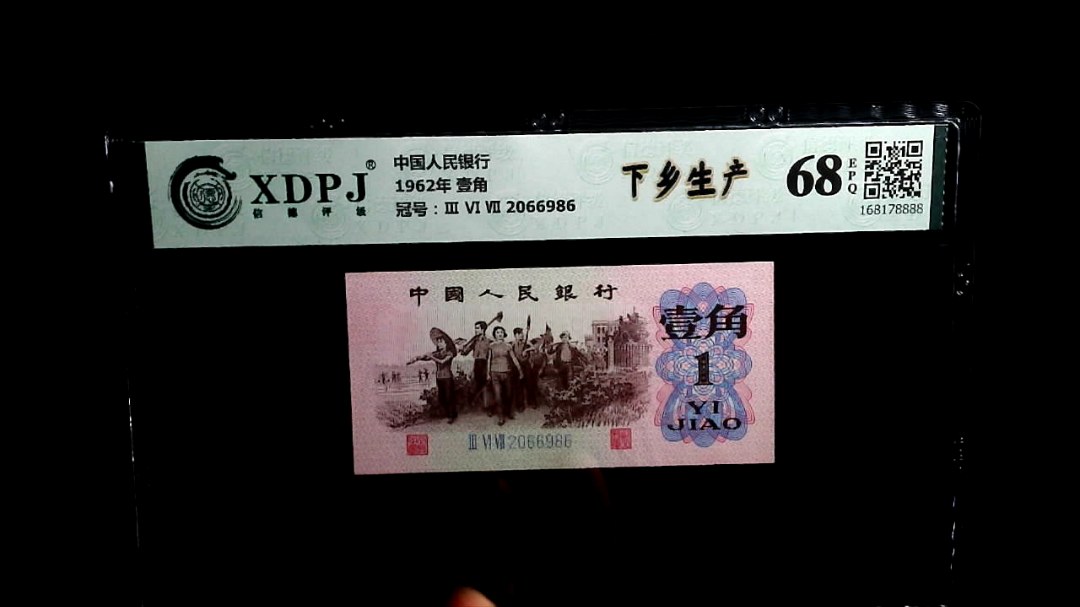 XDPJ®
信德评级
中国人民银行
1962年 壹角
冠号：Ⅲ Ⅵ Ⅶ 2066986
下乡生产
68
EPQ
168178888
中國人民銀行
壹角
1
YI
JIAO
Ⅲ Ⅵ Ⅶ 2066986